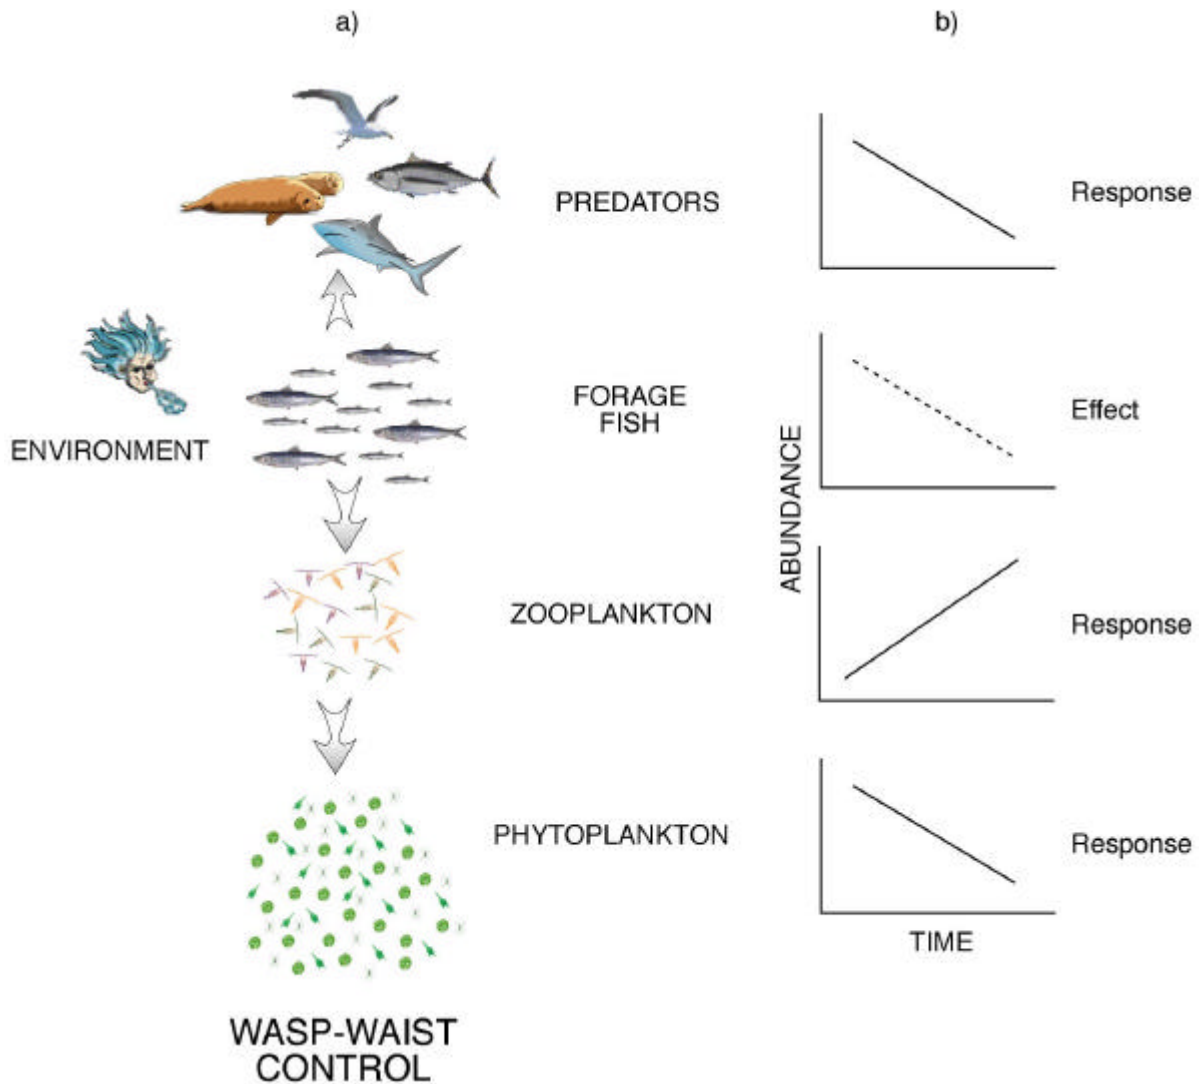 a)
b)
PREDATORS
Response
ENVIRONMENT
FORAGE
FISH
Effect
ABUNDANCE
ZOOPLANKTON
Response
PHYTOPLANKTON
Response
TIME
WASP-WAIST
CONTROL